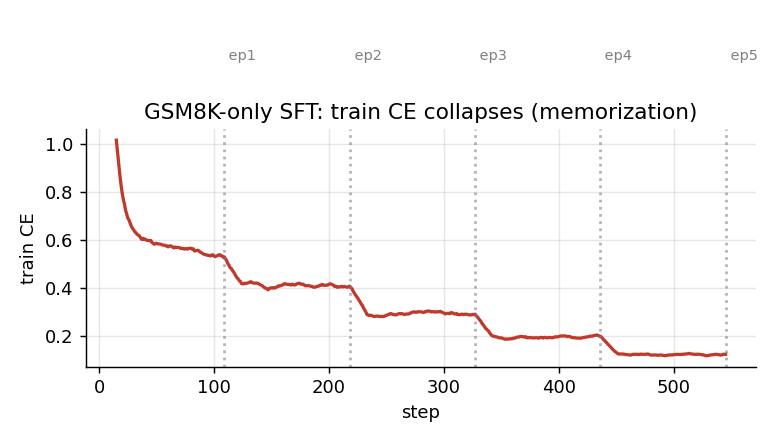 ep1 ep2 ep3 ep4 ep5
GSM8K-only SFT: train CE collapses (memorization)
train CE
1.0
0.8
0.6
0.4
0.2
0 100 200 300 400 500
step